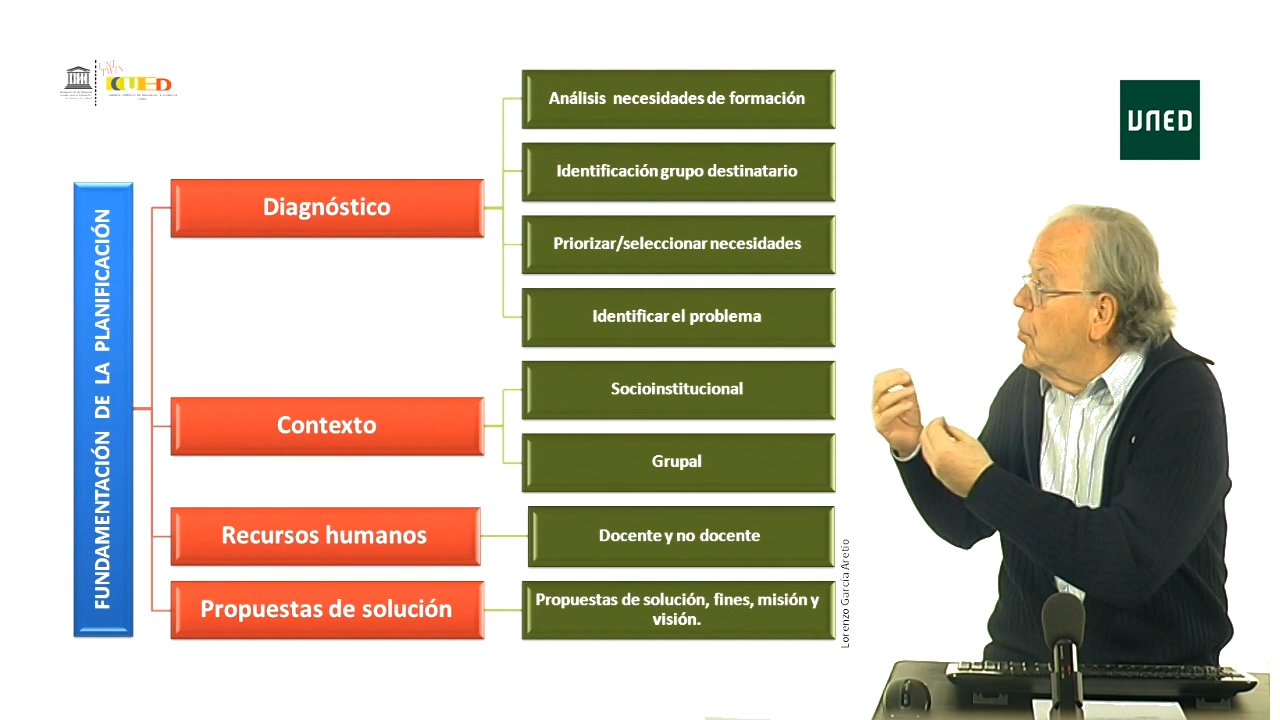 CUED
UNED
FUNDAMENTACIÓN DE LA PLANIFICACIÓN
Diagnóstico
Análisis necesidades de formación
Identificación grupo destinatario
Priorizar/seleccionar necesidades
Identificar el problema
Contexto
Socioinstitucional
Grupal
Recursos humanos
Docente y no docente
Propuestas de solución
Propuestas de solución, fines, misión y
visión.
Lorenzo García Aretio